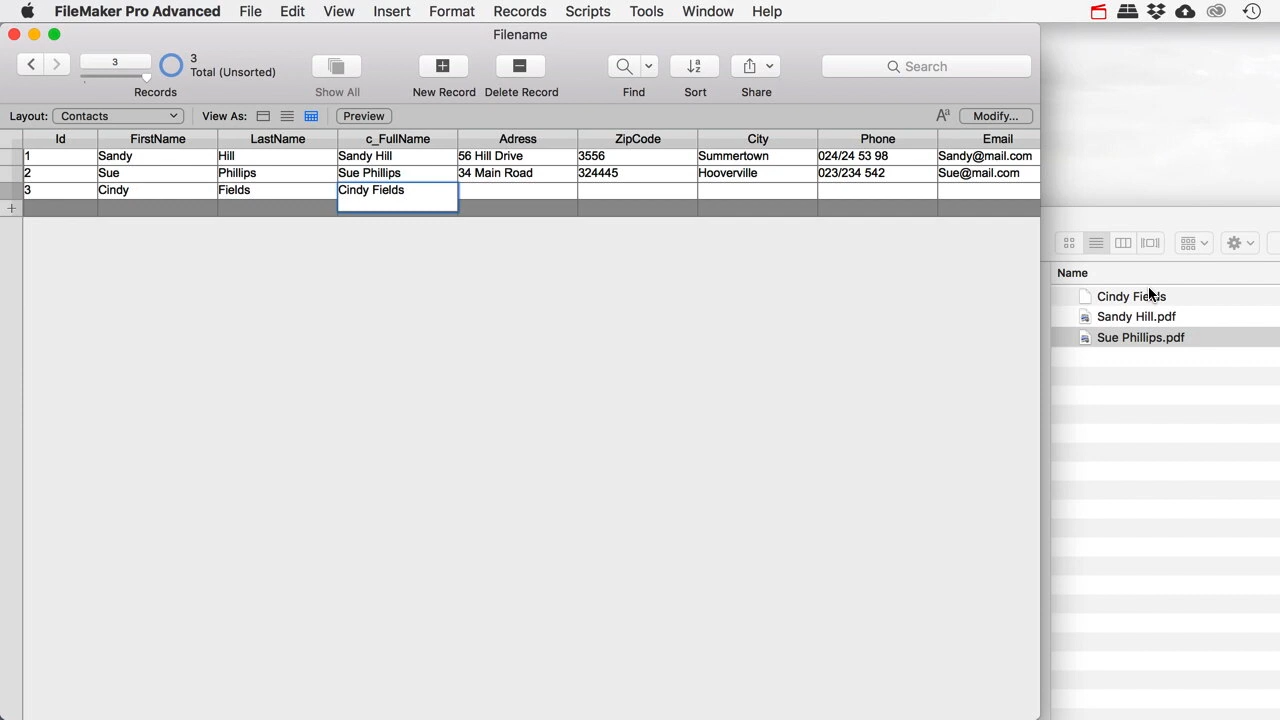 FileMaker Pro Advanced File Edit View Insert Format Records Scripts Tools Window Help
Filename
3
3
Total (Unsorted)
Records Show All New Record Delete Record Find Sort Share
Search
Layout: Contacts View As: Preview Aa Modify...
Id FirstName LastName c_FullName Adress ZipCode City Phone Email
1 Sandy Hill Sandy Hill 56 Hill Drive 3556 Summertown 024/24 53 98 Sandy@mail.com
2 Sue Phillips Sue Phillips 34 Main Road 324445 Hooverville 023/234 542 Sue@mail.com
3 Cindy Fields Cindy Fields
Name
Cindy Fields
Sandy Hill.pdf
Sue Phillips.pdf